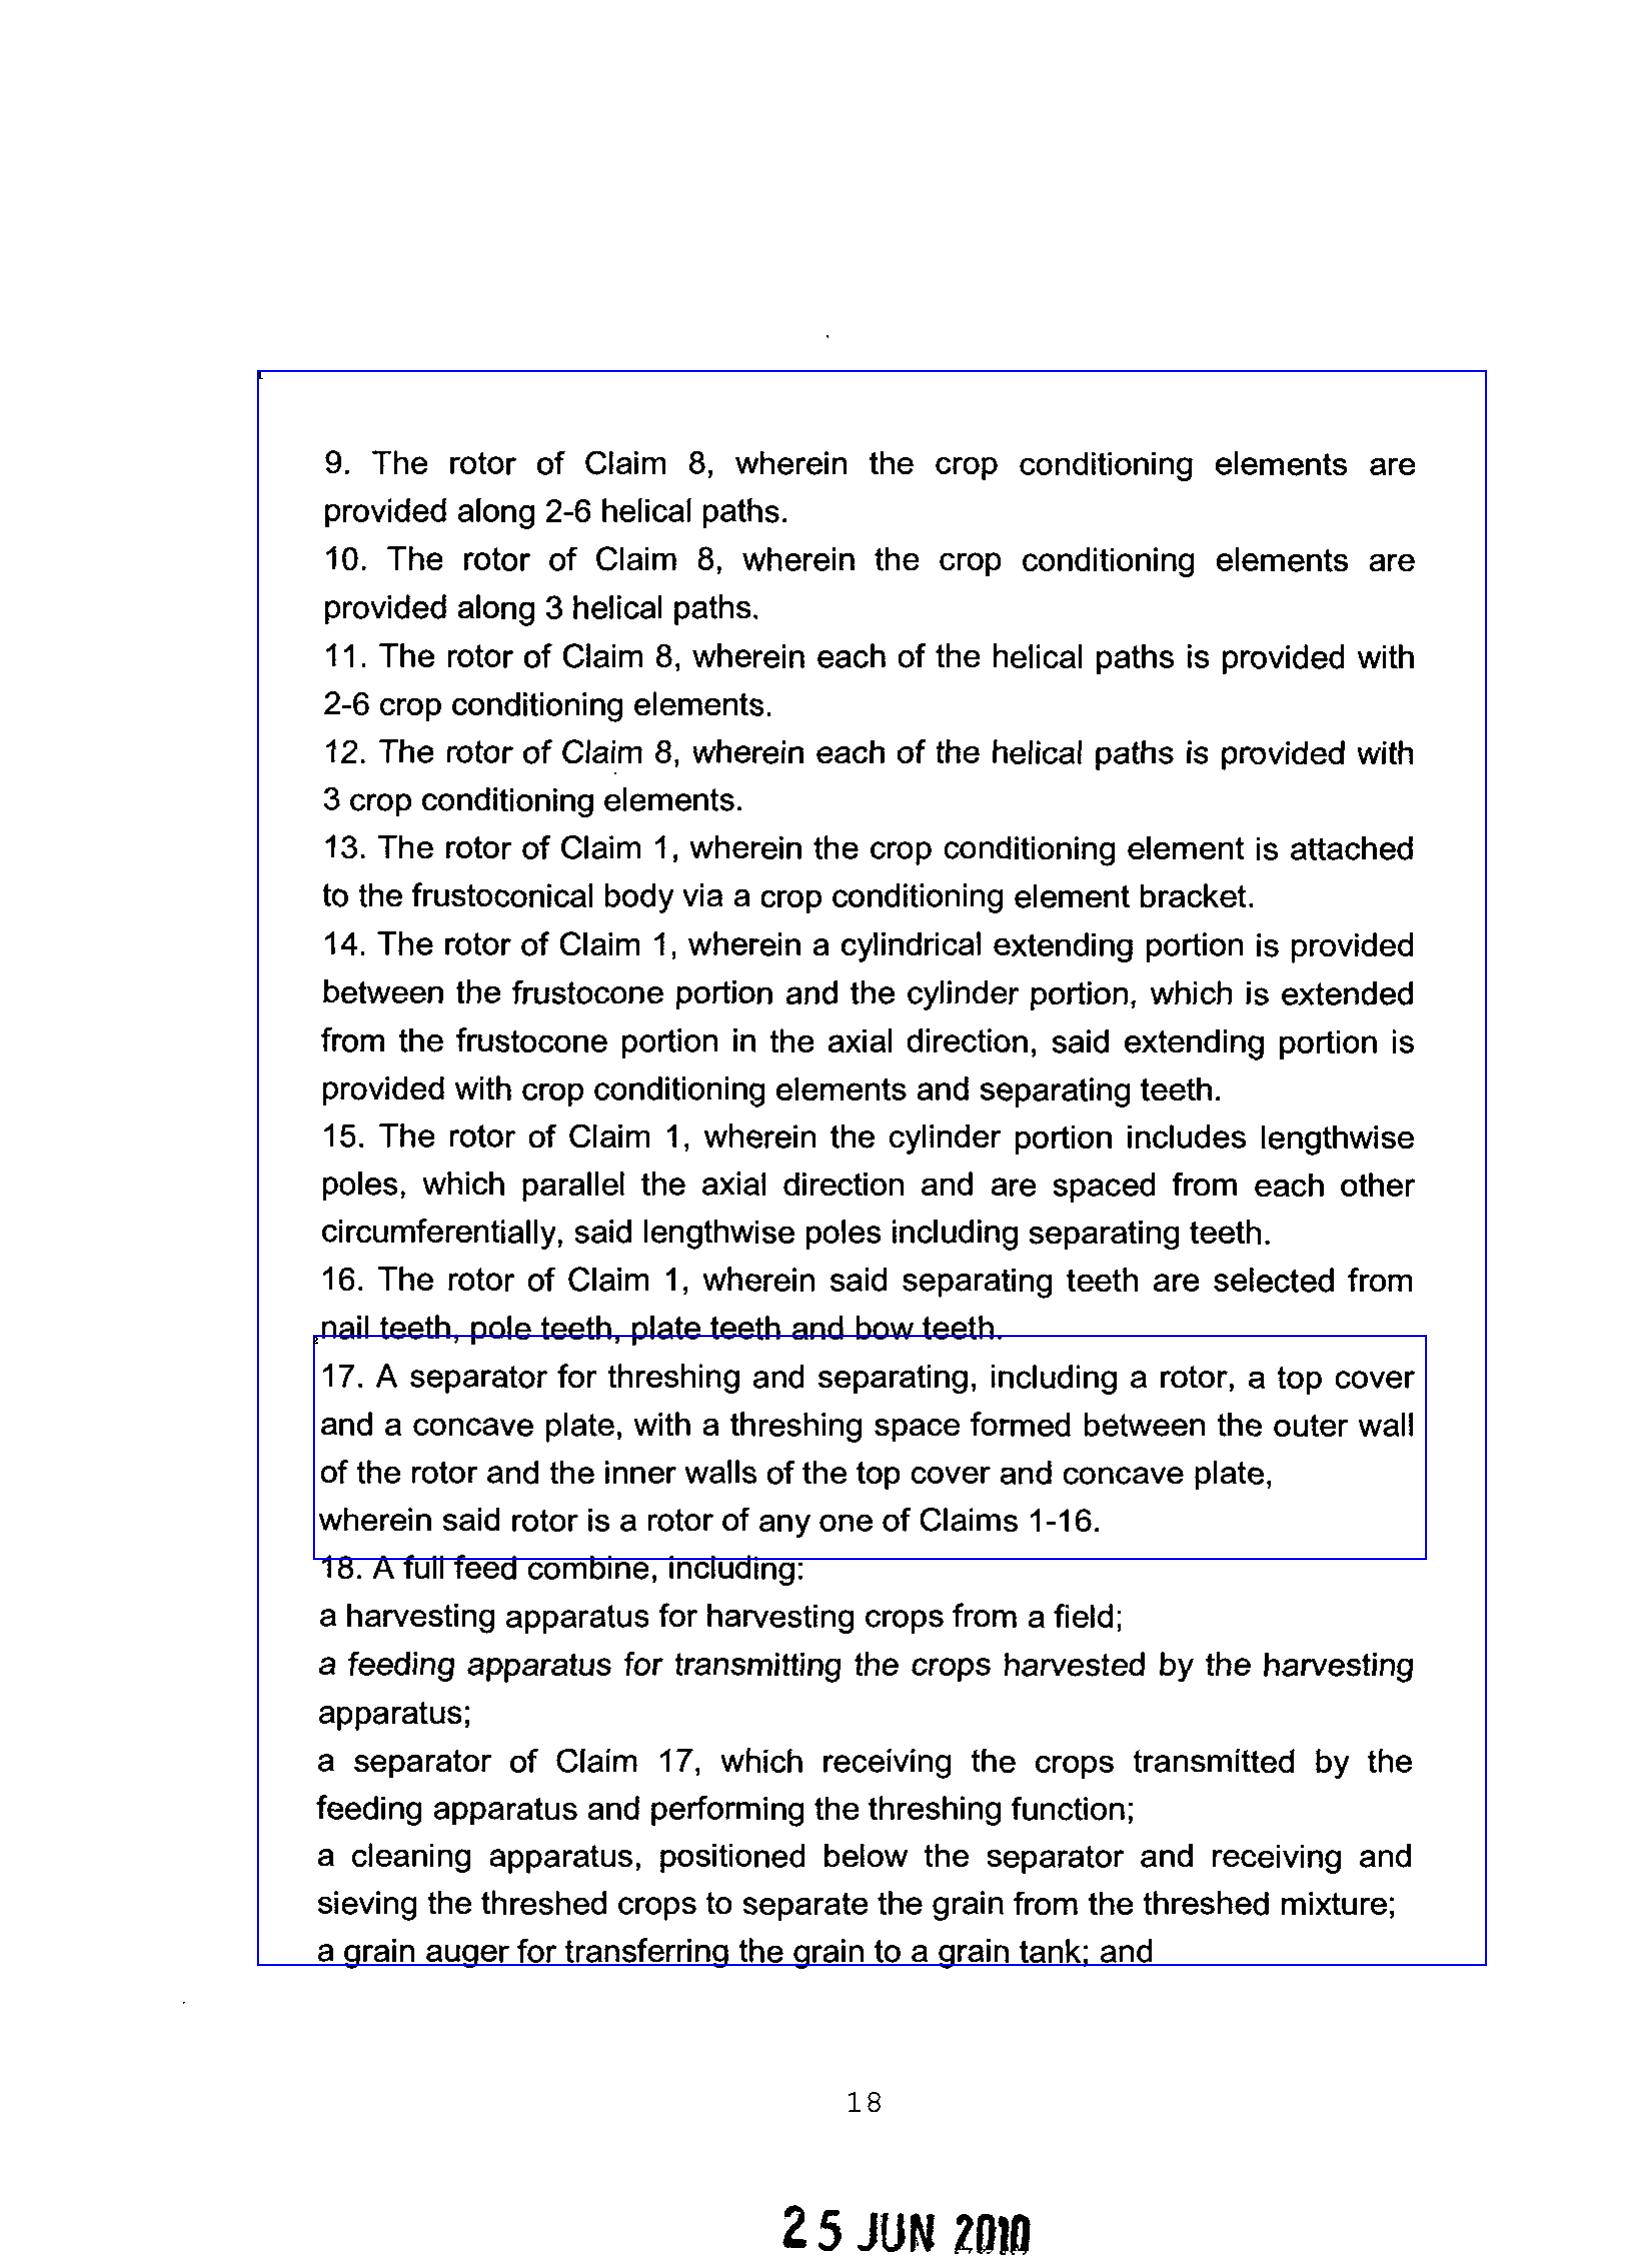 9. The rotor of Claim 8, wherein the crop conditioning elements are
provided along 2-6 helical paths.
10. The rotor of Claim 8, wherein the crop conditioning elements are
provided along 3 helical paths.
11. The rotor of Claim 8, wherein each of the helical paths is provided with
2-6 crop conditioning elements.
12. The rotor of Claim 8, wherein each of the helical paths is provided with
3 crop conditioning elements.
13. The rotor of Claim 1, wherein the crop conditioning element is attached
to the frustoconical body via a crop conditioning element bracket.
14. The rotor of Claim 1, wherein a cylindrical extending portion is provided
between the frustocone portion and the cylinder portion, which is extended
from the frustocone portion in the axial direction, said extending portion is
provided with crop conditioning elements and separating teeth.
15. The rotor of Claim 1, wherein the cylinder portion includes lengthwise
poles, which parallel the axial direction and are spaced from each other
circumferentially, said lengthwise poles including separating teeth.
16. The rotor of Claim 1, wherein said separating teeth are selected from
nail teeth, pole teeth, plate teeth and bow teeth.
17. A separator for threshing and separating, including a rotor, a top cover
and a concave plate, with a threshing space formed between the outer wall
of the rotor and the inner walls of the top cover and concave plate,
wherein said rotor is a rotor of any one of Claims 1-16.
18. A full feed combine, including:
a harvesting apparatus for harvesting crops from a field;
a feeding apparatus for transmitting the crops harvested by the harvesting
apparatus;
a separator of Claim 17, which receiving the crops transmitted by the
feeding apparatus and performing the threshing function;
a cleaning apparatus, positioned below the separator and receiving and
sieving the threshed crops to separate the grain from the threshed mixture;
a grain auger for transferring the grain to a grain tank; and
18
25 JUN 2010